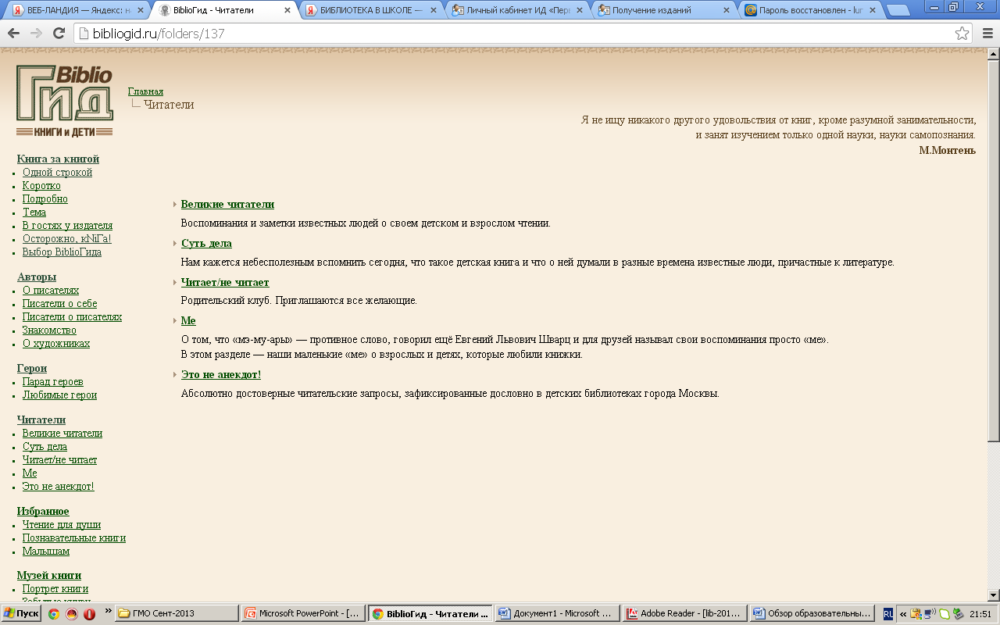 ВЕБ-ЛАНДИЯ — Яндекс: н
BiblioГид - Читатели
БИБЛИОТЕКА В ШКОЛЕ —
Личный кабинет ИД «Пер
Получение изданий
Пароль восстановлен - lur
bibliogid.ru/folders/137
Biblio
Гид
КНИГИ и ДЕТИ
Главная
Читатели
Я не ищу никакого другого удовольствия от книг, кроме разумной занимательности,
и занят изучением только одной науки, науки самопознания.
М.Монтень
Книга за книгой
Одной строкой
Коротко
Подробно
Тема
В гостях у издателя
Осторожно, кNiГа!
Выбор BiblioГида
Авторы
О писателях
Писатели о себе
Писатели о писателях
Знакомство
О художниках
Герои
Парад героев
Любимые герои
Читатели
Великие читатели
Суть дела
Читает/не читает
Ме
Это не анекдот!
Избранное
Чтение для души
Познавательные книги
Малышам
Музей книги
Портрет книги
Забытые книги
Великие читатели
Воспоминания и заметки известных людей о своем детском и взрослом чтении.
Суть дела
Нам кажется небесполезным вспомнить сегодня, что такое детская книга и что о ней думали в разные времена известные люди, причастные к литературе.
Читает/не читает
Родительский клуб. Приглашаются все желающие.
Ме
О том, что «мэ-му-ары» — противное слово, говорил ещё Евгений Львович Шварц и для друзей называл свои воспоминания просто «ме».
В этом разделе — наши маленькие «ме» о взрослых и детях, которые любили книжки.
Это не анекдот!
Абсолютно достоверные читательские запросы, зафиксированные дословно в детских библиотеках города Москвы.
Пуск
ГМО Сент-2013
Microsoft PowerPoint - [...
BiblioГид - Читатели ...
Документ1 - Microsoft ...
Adobe Reader - [lib-201...
Обзор образовательны...
RU
21:51